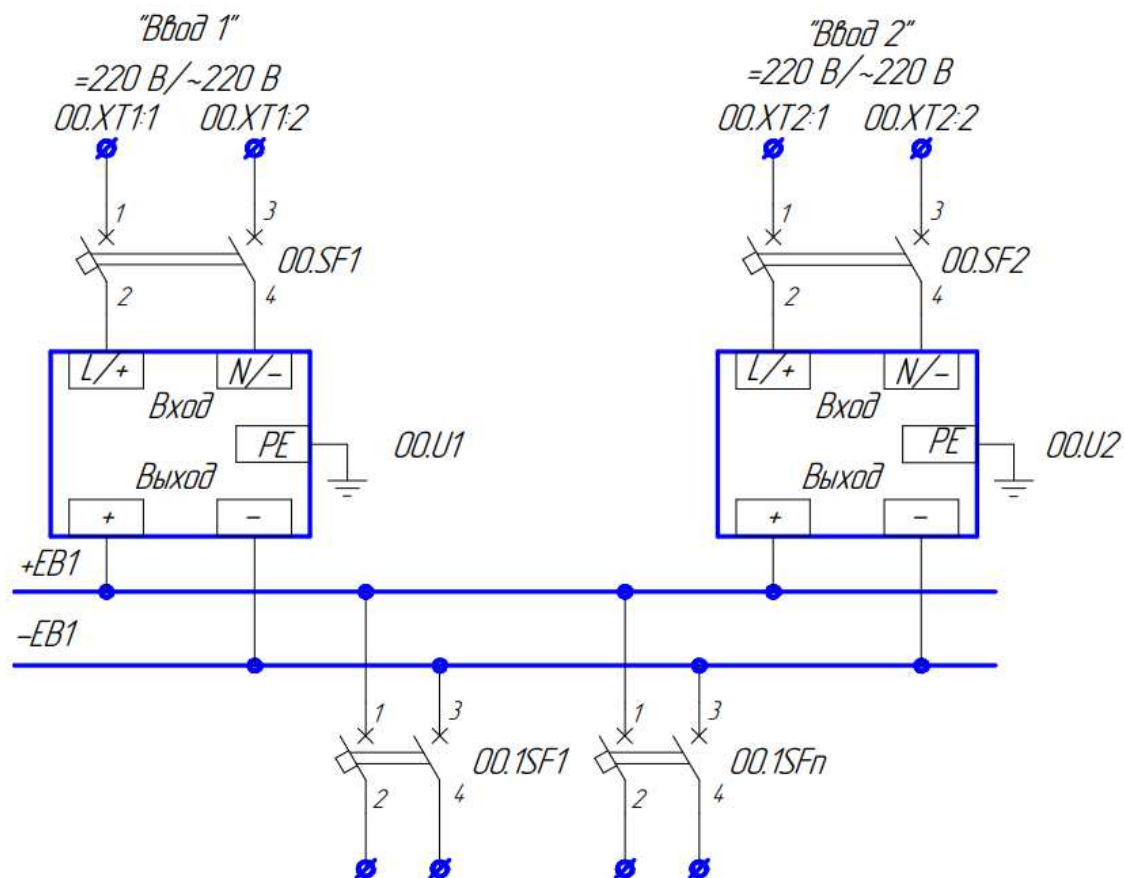 "Ввод 1"
=220 В/~220 В
00.XT1:1 00.XT1:2
1 3
00.SF1
2 4
L/+ N/-
Вход
PE
00.U1
Выход
+ -
"Ввод 2"
=220 В/~220 В
00.XT2:1 00.XT2:2
1 3
00.SF2
2 4
L/+ N/-
Вход
PE
00.U2
Выход
+ -
+EB1
-EB1
1 3
00.1SF1
2 4
1 3
00.1SFn
2 4